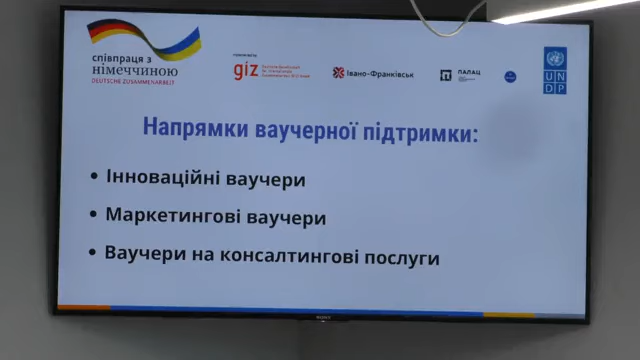 співпраця з
німеччиною
DEUTSCHE ZUSAMMENARBEIT
giz
Івано-Франківськ
ПАЛАЦ
U N
D P
Напрямки ваучерної підтримки:
• Інноваційні ваучери
• Маркетингові ваучери
• Ваучери на консалтингові послуги
SONY